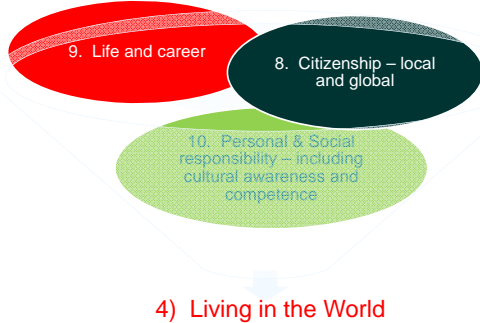 9. Life and career
8. Citizenship – local
and global
10. Personal & Social
responsibility – including
cultural awareness and
competence
4) Living in the World